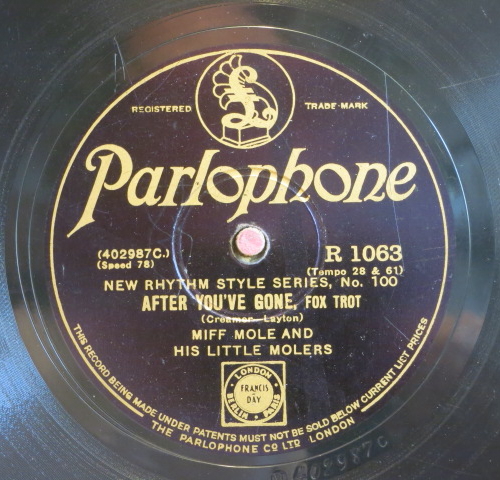 REGISTERED TRADE-MARK
Parlophone
(402987C.) R 1063
(Speed 78) (Tempo 28 & 61)
NEW RHYTHM STYLE SERIES, No. 100
AFTER YOU'VE GONE, FOX TROT
(Creamer - Layton)
MIFF MOLE AND
HIS LITTLE MOLERS
LONDON
FRANCIS
DAY
BERLIN PARIS
THIS RECORD BEING MADE UNDER PATENTS MUST NOT BE SOLD BELOW CURRENT LIST PRICES
THE PARLOPHONE CO LTD LONDON
402987C